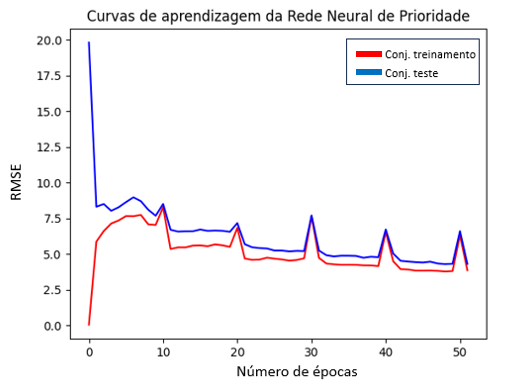 Curvas de aprendizagem da Rede Neural de Prioridade
20.0
17.5
15.0
12.5
10.0
7.5
5.0
2.5
0.0
RMSE
Conj. treinamento
Conj. teste
0 10 20 30 40 50
Número de épocas